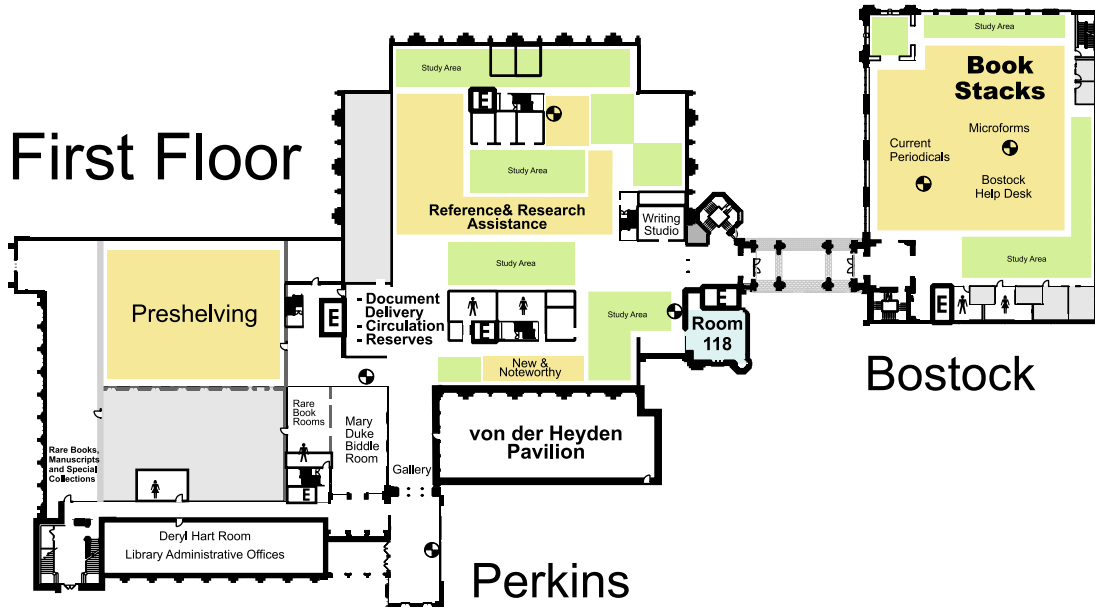 First Floor
Study Area
E
Study Area
Reference& Research
Assistance
Writing
Studio
Study Area
- Document
Delivery
- Circulation
- Reserves
E
E
Study Area
E
Room
118
New &
Noteworthy
Preshelving
Rare
Book
Rooms
Mary
Duke
Biddle
Room
Gallery
von der Heyden
Pavilion
Rare Books,
Manuscripts
and Special
Collections
E
Deryl Hart Room
Library Administrative Offices
Perkins
Study Area
Book
Stacks
Microforms
Current
Periodicals
Bostock
Help Desk
Study Area
E
Bostock